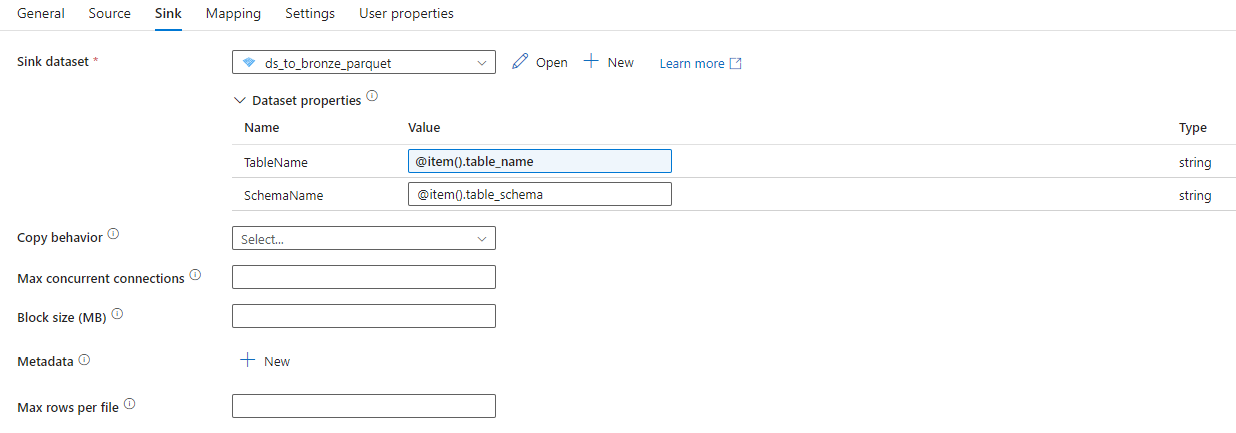 General Source Sink Mapping Settings User properties
Sink dataset * ds_to_bronze_parquet Open New Learn more
Dataset properties
Name Value Type
TableName @item().table_name string
SchemaName @item().table_schema string
Copy behavior Select...
Max concurrent connections
Block size (MB)
Metadata New
Max rows per file